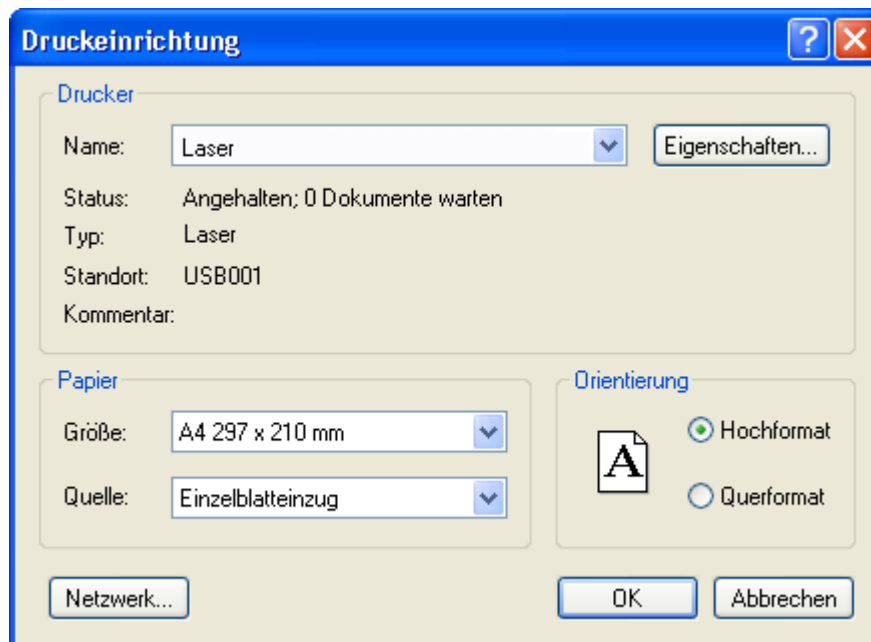 Druckeinrichtung
Drucker
Name: Laser Eigenschaften...
Status: Angehalten; 0 Dokumente warten
Typ: Laser
Standort: USB001
Kommentar:
Papier
Größe: A4 297 x 210 mm
Quelle: Einzelblatteinzug
Orientierung
A
Hochformat
Querformat
Netzwerk... OK Abbrechen